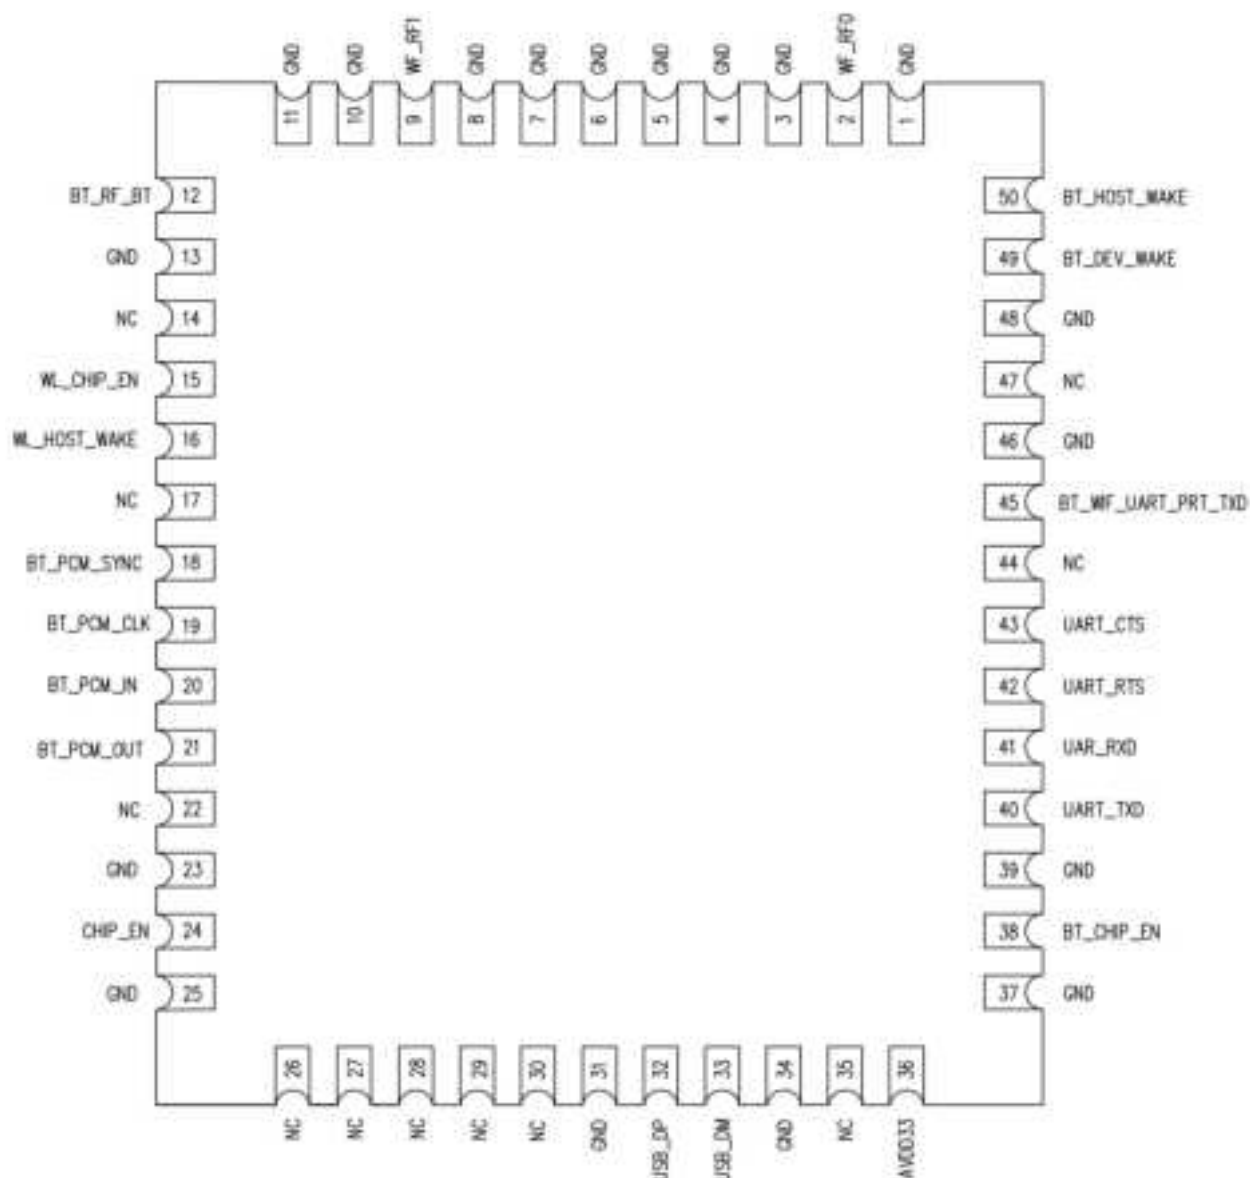 GND GND WF_RF1 GND GND GND GND GND GND WF_RF0 GND
11 10 9 8 7 6 5 4 3 2 1
BT_RF_BT 12 50 BT_HOST_WAKE
GND 13 49 BT_DEV_WAKE
NC 14 48 GND
WL_CHIP_EN 15 47 NC
WL_HOST_WAKE 16 46 GND
NC 17 45 BT_WIF_UART_PRT_TXD
BT_PCM_SYNC 18 44 NC
BT_PCM_CLK 19 43 UART_CTS
BT_PCM_IN 20 42 UART_RTS
BT_PCM_OUT 21 41 UAR_RXD
NC 22 40 UART_TXD
GND 23 39 GND
CHIP_EN 24 38 BT_CHIP_EN
GND 25 37 GND
26 27 28 29 30 31 32 33 34 35 36
NC NC NC NC NC GND USB_DP USB_DM GND NC AVDD33